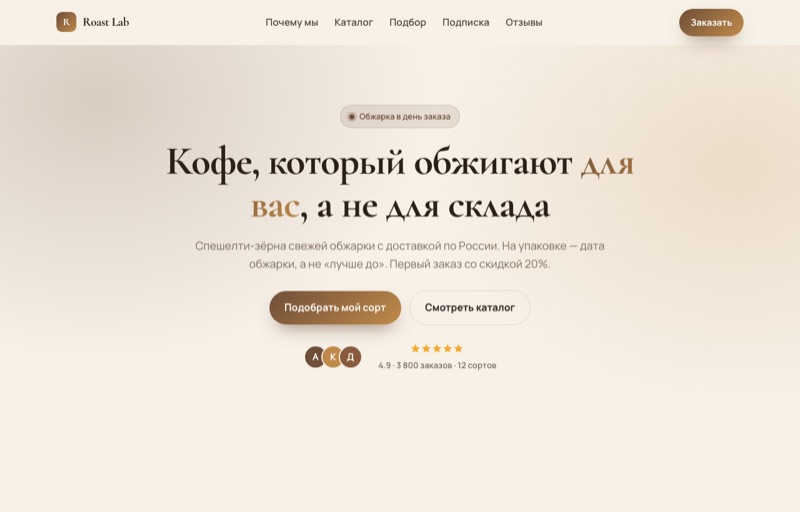 R Roast Lab Почему мы Каталог Подбор Подписка Отзывы Заказать
Обжарка в день заказа
Кофе, который обжигают для
вас, а не для склада
Спешелти-зёрна свежей обжарки с доставкой по России. На упаковке — дата
обжарки, а не «лучше до». Первый заказ со скидкой 20%.
Подобрать мой сорт Смотреть каталог
А К Д
4.9 · 3 800 заказов · 12 сортов